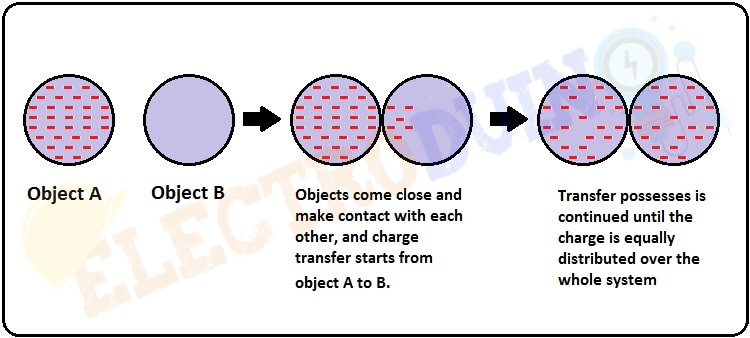 ELECTRODUINO
Object A
Object B
Objects come close and
make contact with each
other, and charge
transfer starts from
object A to B.
Transfer possesses is
continued until the
charge is equally
distributed over the
whole system